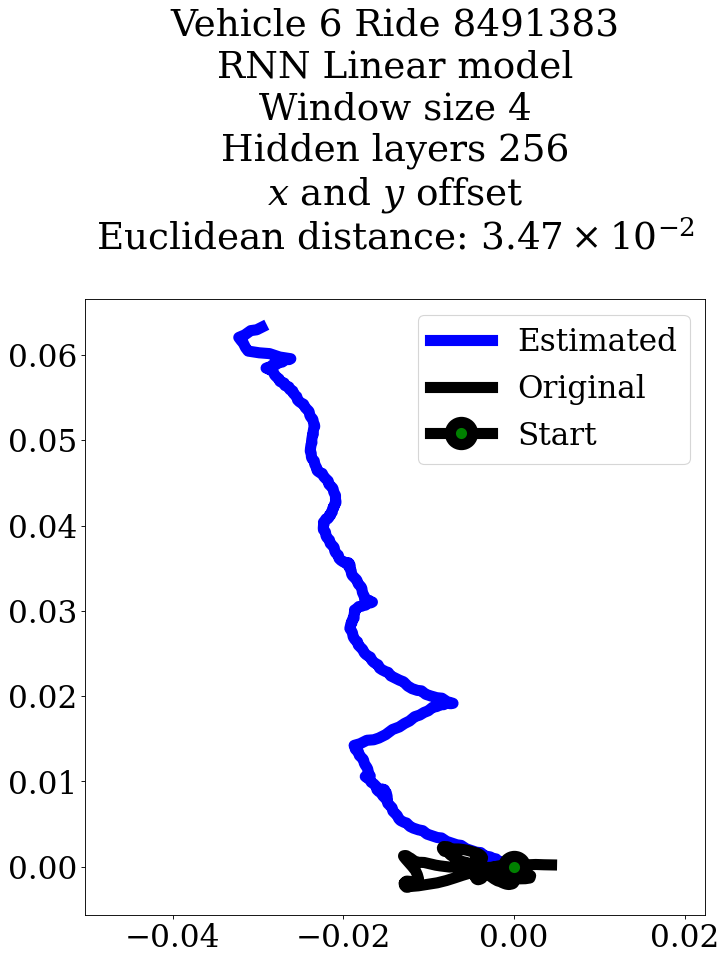 Vehicle 6 Ride 8491383
RNN Linear model
Window size 4
Hidden layers 256
x and y offset
Euclidean distance: 3.47 × 10⁻²
Estimated
Original
Start
0.06
0.05
0.04
0.03
0.02
0.01
0.00
−0.04 −0.02 0.00 0.02